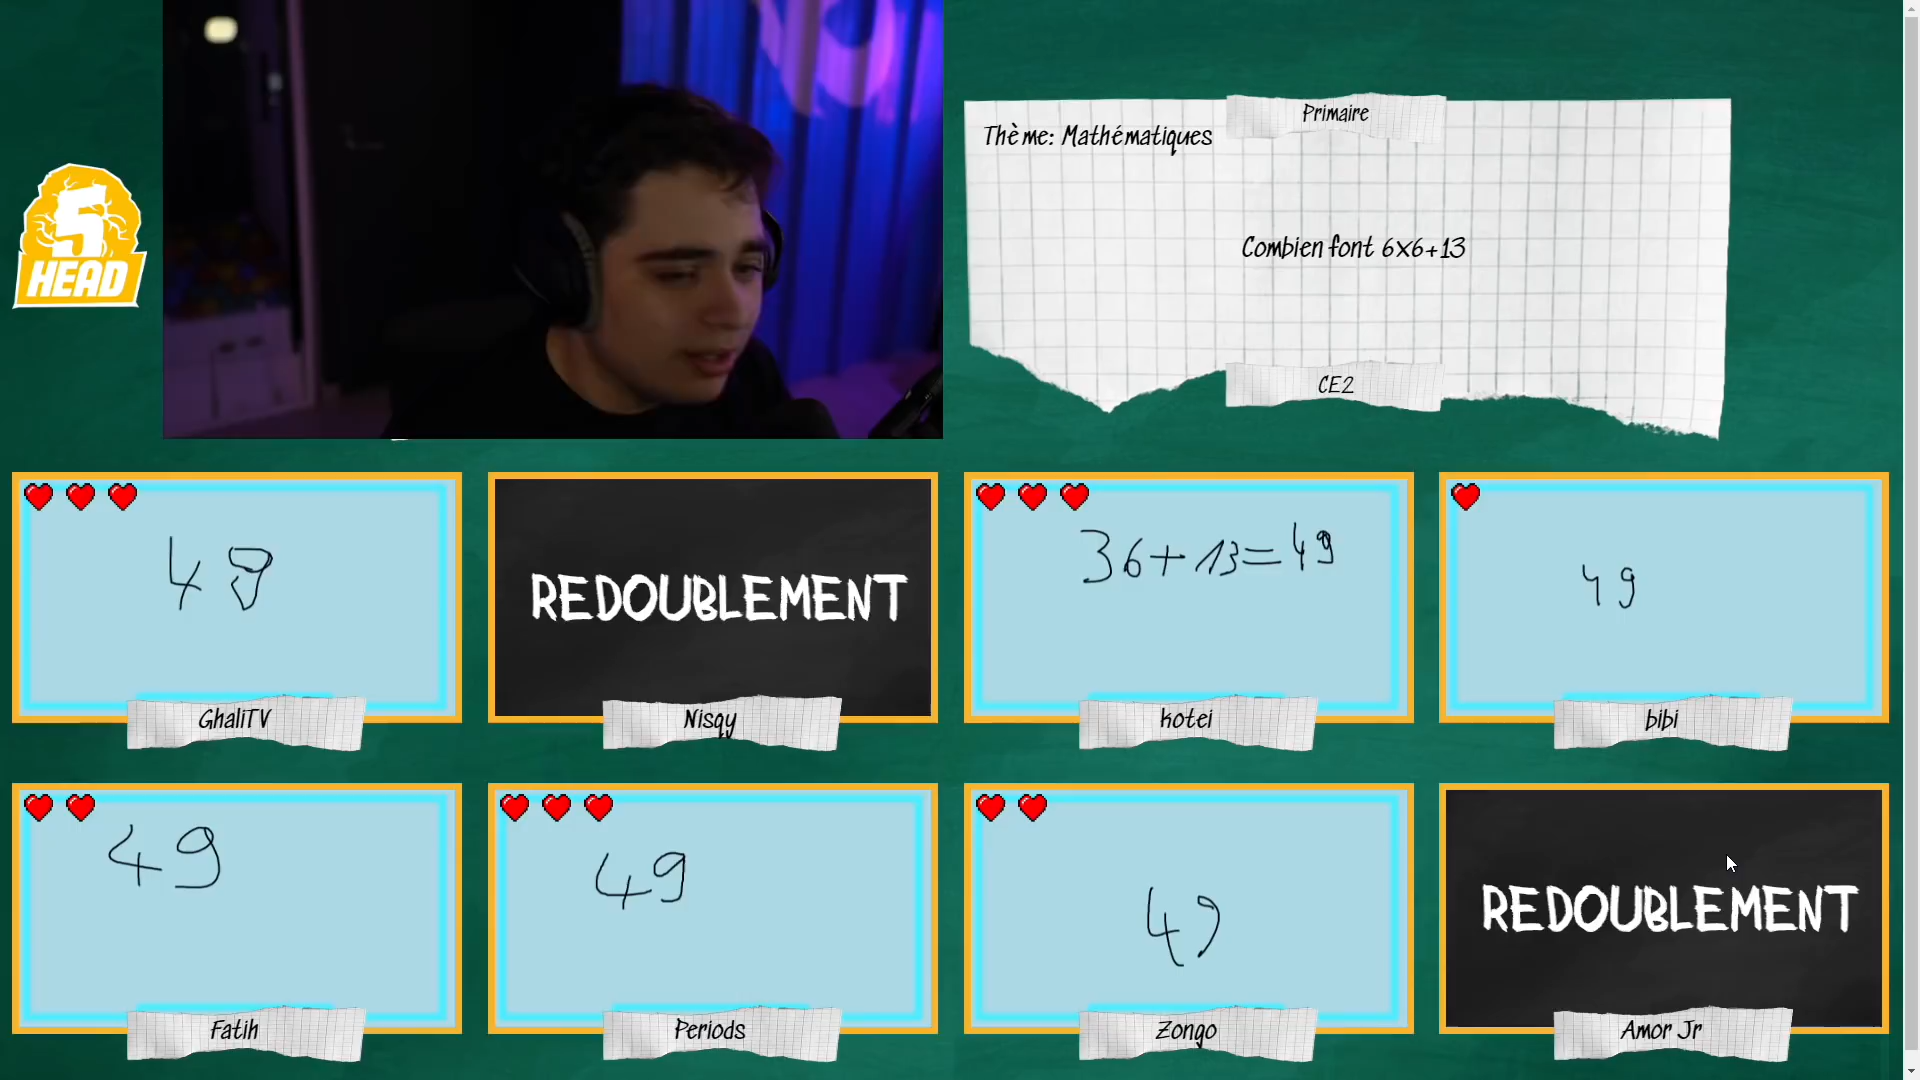 5
HEAD
Primaire
Thème: Mathématiques
Combien font 6x6+13
CE2
REDOUBLEMENT
36+13=49
49
GhaliTV
Nisqy
kotei
bibi
49
49
49
REDOUBLEMENT
Fatih
Periods
Zongo
Amor Jr